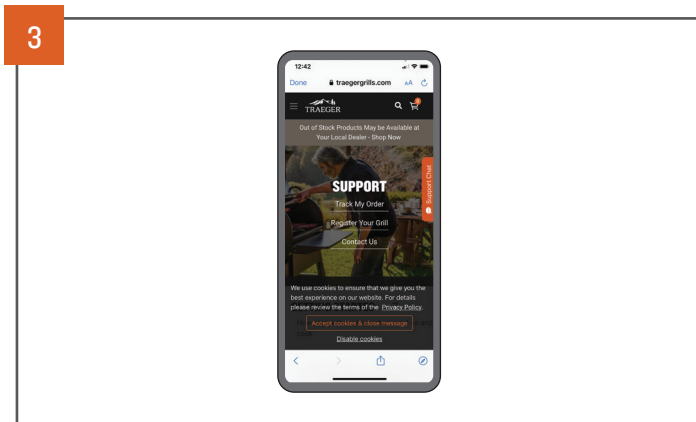 3
12:42
Done traegergrills.com AA
TRAEGER
Out of Stock Products May be Available at
Your Local Dealer - Shop Now
SUPPORT
Track My Order
Register Your Grill
Contact Us
Support Chat
We use cookies to ensure that we give you the
best experience on our website. For details
please review the terms of the Privacy Policy.
Accept cookies & close message
Disable cookies